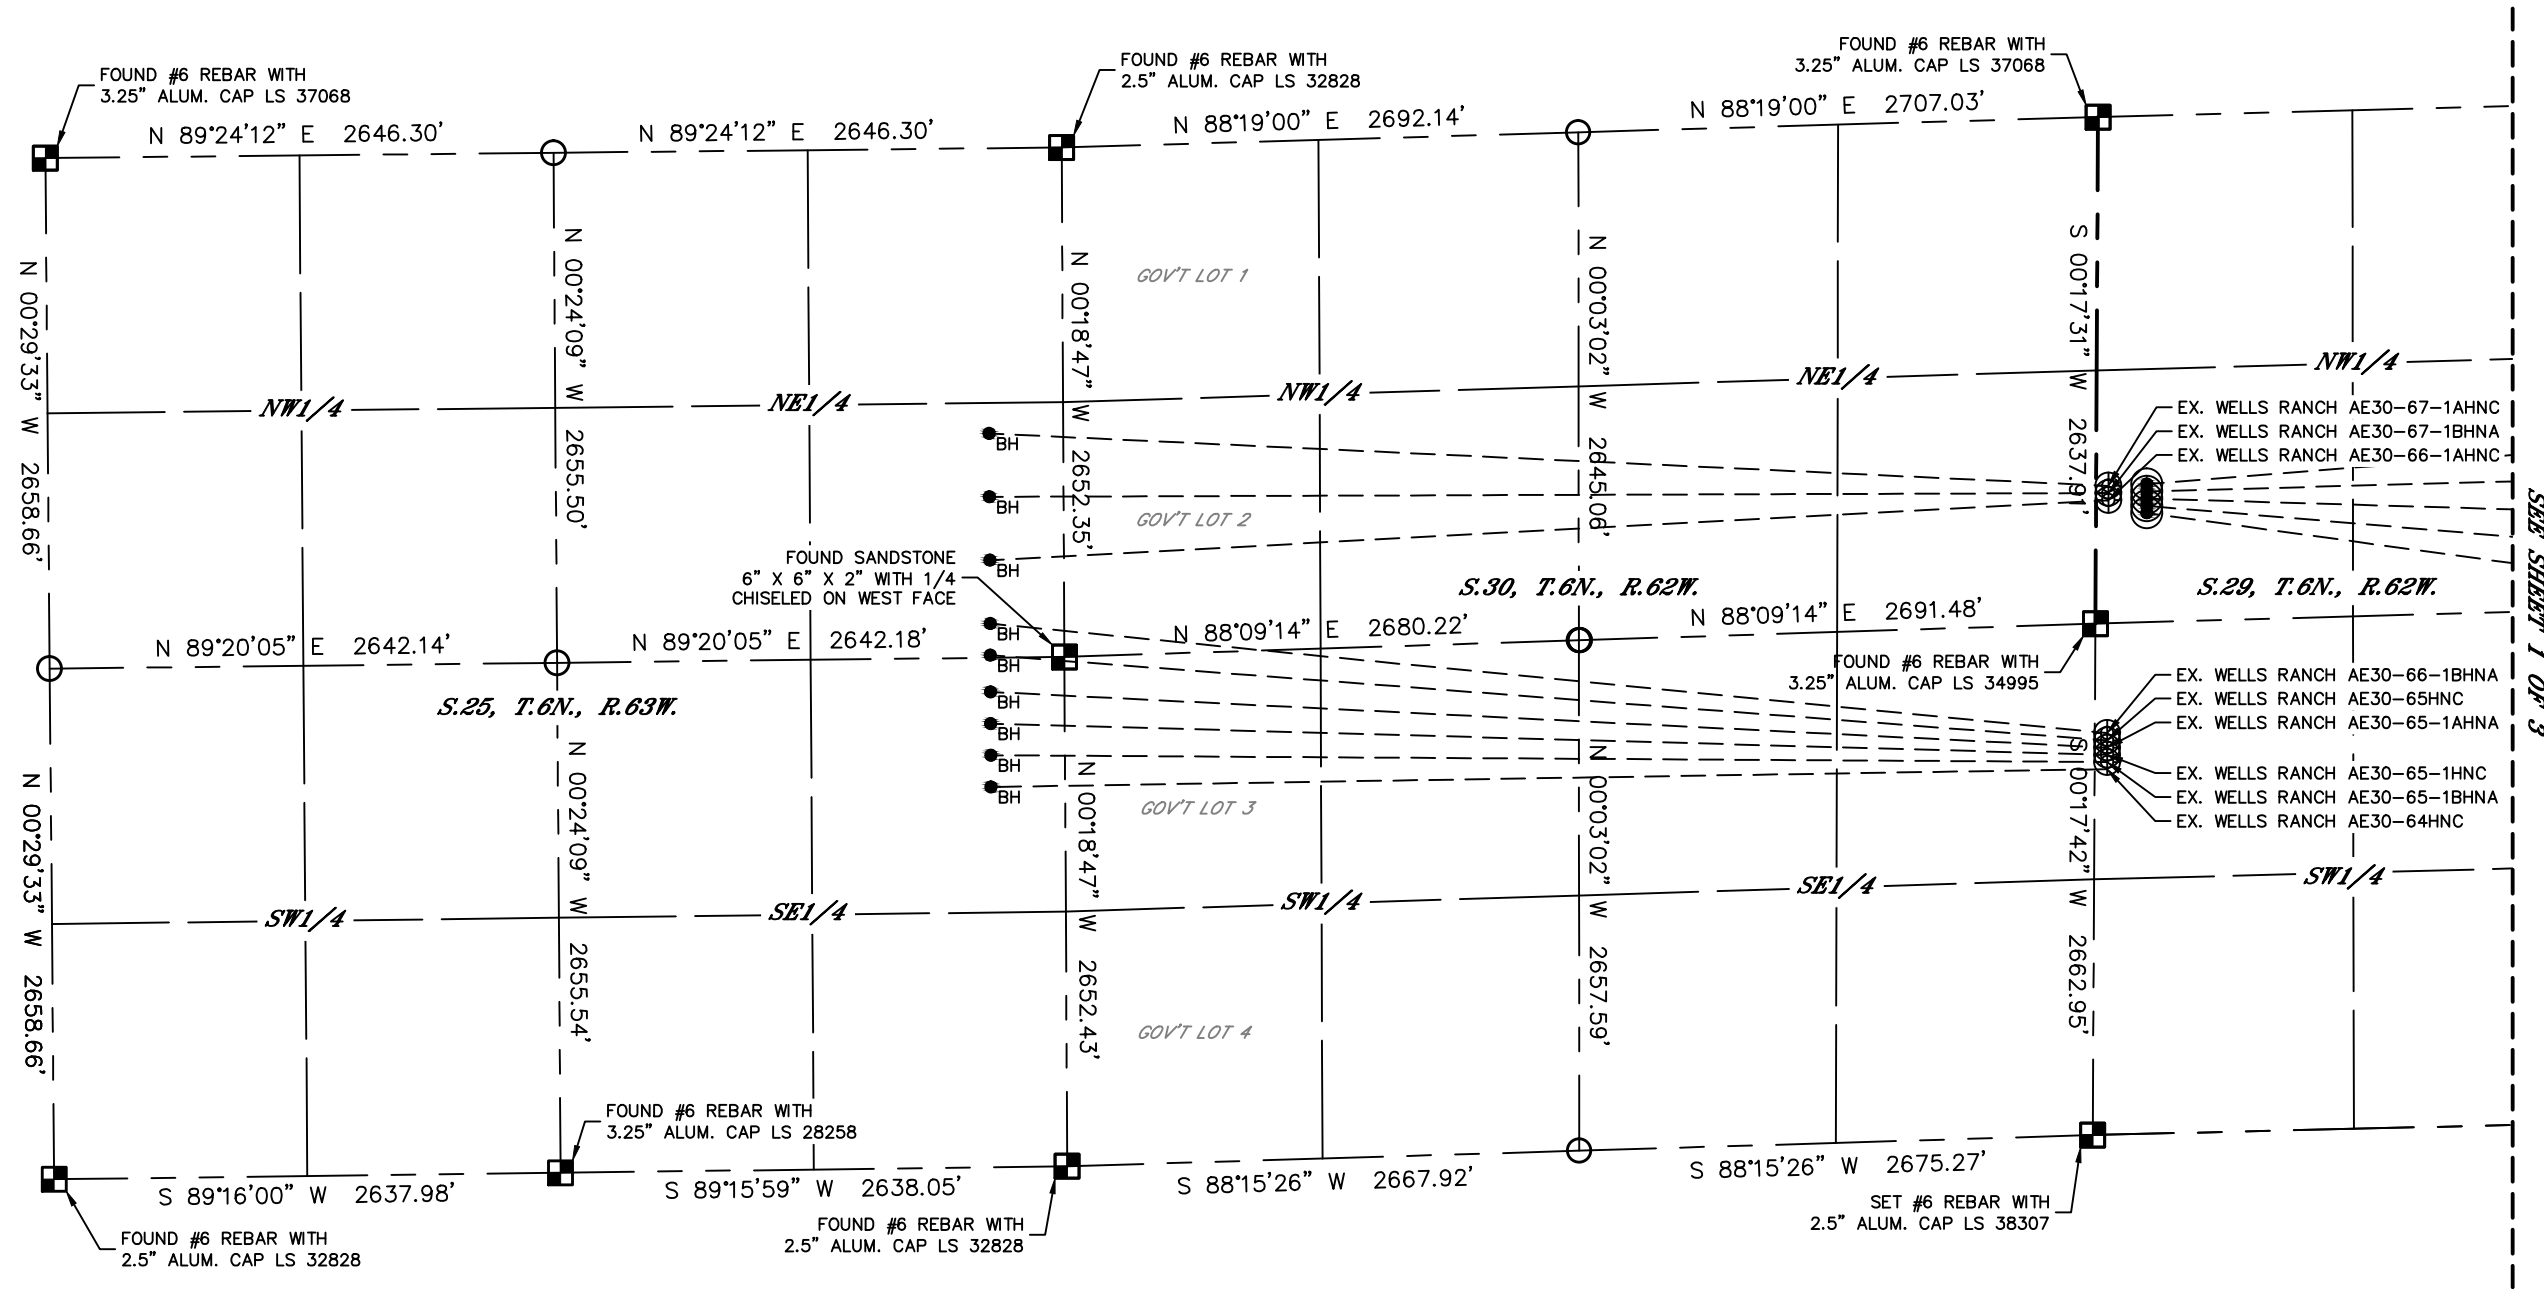 FOUND #6 REBAR WITH
3.25" ALUM. CAP LS 37068
FOUND #6 REBAR WITH
2.5" ALUM. CAP LS 32828
FOUND #6 REBAR WITH
3.25" ALUM. CAP LS 37068
N 89°24'12" E 2646.30'
N 89°24'12" E 2646.30'
N 88°19'00" E 2692.14'
N 88°19'00" E 2707.03'
N 00°29'33" W 2658.66'
N 00°24'09" W 2655.50'
N 00°18'47" W 2652.35'
N 00°03'02" W 2645.06'
S 00°17'31" W 2637.91'
GOV'T LOT 1
NW1/4
NE1/4
NW1/4
NE1/4
NW1/4
EX. WELLS RANCH AE30-67-1AHNC
EX. WELLS RANCH AE30-67-1BHNA
EX. WELLS RANCH AE30-66-1AHNC
BH
BH
BH
GOV'T LOT 2
FOUND SANDSTONE
6" X 6" X 2" WITH 1/4
CHISELED ON WEST FACE
S.30, T.6N., R.62W.
S.29, T.6N., R.62W.
SEE SHEET 1 OF 3
N 89°20'05" E 2642.14'
N 89°20'05" E 2642.18'
N 88°09'14" E 2680.22'
N 88°09'14" E 2691.48'
BH
BH
BH
BH
BH
BH
FOUND #6 REBAR WITH
3.25" ALUM. CAP LS 34995
S.25, T.6N., R.63W.
EX. WELLS RANCH AE30-66-1BHNA
EX. WELLS RANCH AE30-65HNC
EX. WELLS RANCH AE30-65-1AHNA
EX. WELLS RANCH AE30-65-1HNC
EX. WELLS RANCH AE30-65-1BHNA
EX. WELLS RANCH AE30-64HNC
N 00°29'33" W 2658.66'
N 00°24'09" W 2655.54'
N 00°18'47" W 2652.43'
N 00°03'02" W 2657.59'
S 00°17'42" W 2662.95'
GOV'T LOT 3
SW1/4
SE1/4
SW1/4
SE1/4
SW1/4
GOV'T LOT 4
FOUND #6 REBAR WITH
3.25" ALUM. CAP LS 28258
S 89°16'00" W 2637.98'
S 89°15'59" W 2638.05'
S 88°15'26" W 2667.92'
S 88°15'26" W 2675.27'
FOUND #6 REBAR WITH
2.5" ALUM. CAP LS 32828
FOUND #6 REBAR WITH
2.5" ALUM. CAP LS 32828
SET #6 REBAR WITH
2.5" ALUM. CAP LS 38307